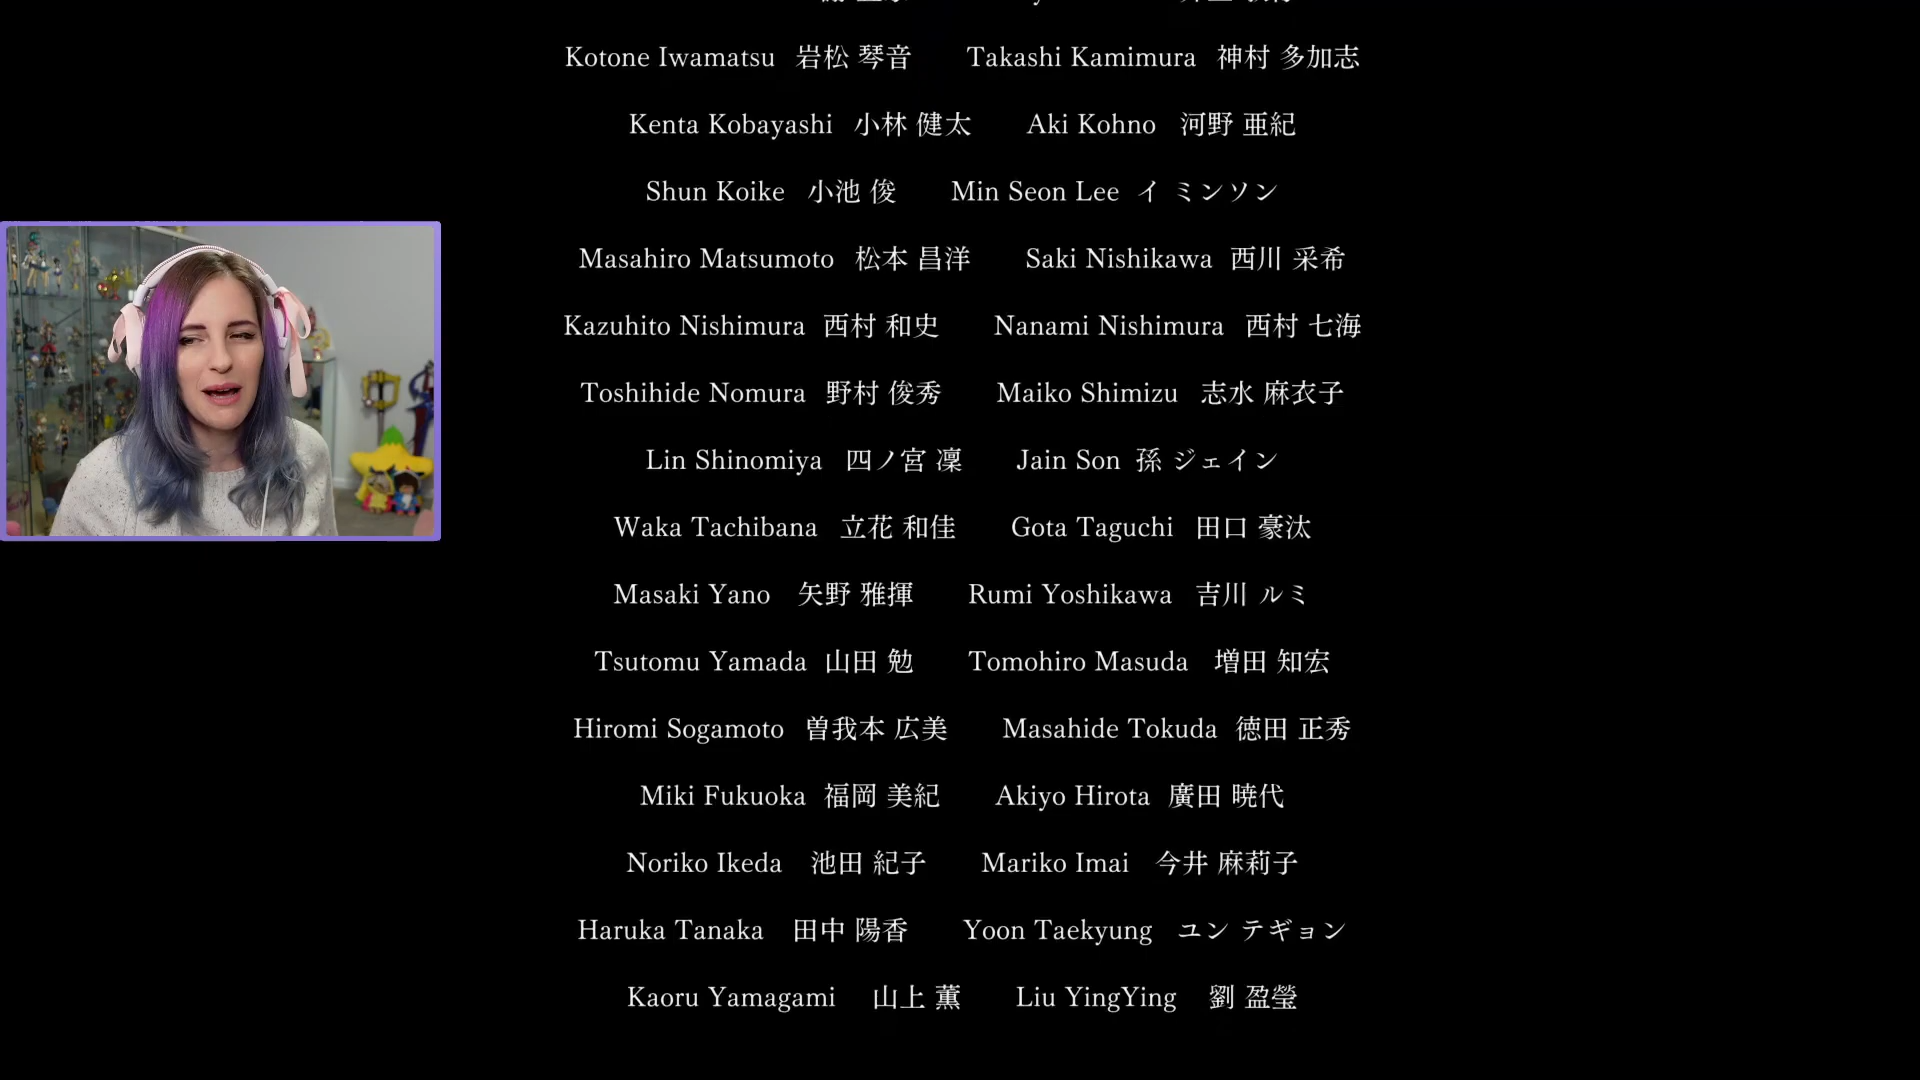 Kotone Iwamatsu 岩松 琴音 Takashi Kamimura 神村 多加志
Kenta Kobayashi 小林 健太 Aki Kohno 河野 亜紀
Shun Koike 小池 俊 Min Seon Lee イ ミンソン
Masahiro Matsumoto 松本 昌洋 Saki Nishikawa 西川 采希
Kazuhito Nishimura 西村 和史 Nanami Nishimura 西村 七海
Toshihide Nomura 野村 俊秀 Maiko Shimizu 志水 麻衣子
Lin Shinomiya 四ノ宮 凜 Jain Son 孫 ジェイン
Waka Tachibana 立花 和佳 Gota Taguchi 田口 豪汰
Masaki Yano 矢野 雅揮 Rumi Yoshikawa 吉川 ルミ
Tsutomu Yamada 山田 勉 Tomohiro Masuda 増田 知宏
Hiromi Sogamoto 曽我本 広美 Masahide Tokuda 徳田 正秀
Miki Fukuoka 福岡 美紀 Akiyo Hirota 廣田 暁代
Noriko Ikeda 池田 紀子 Mariko Imai 今井 麻莉子
Haruka Tanaka 田中 陽香 Yoon Taekyung ユン テギョン
Kaoru Yamagami 山上 薫 Liu YingYing 劉 盈瑩